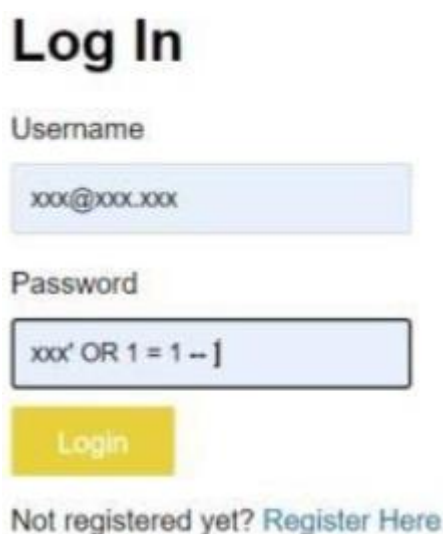 Log In
Username
xxx@xxx.xxx
Password
xxx' OR 1 = 1 -- ]
Login
Not registered yet? Register Here